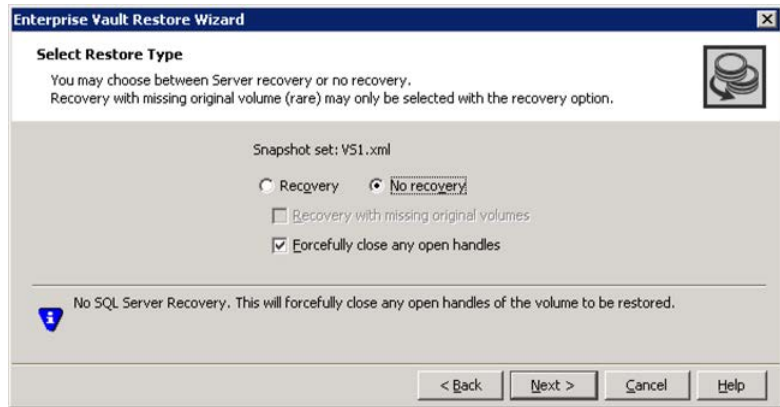 Enterprise Vault Restore Wizard
Select Restore Type
You may choose between Server recovery or no recovery.
Recovery with missing original volume (rare) may only be selected with the recovery option.
Snapshot set: VS1.xml
Recovery No recovery
Recovery with missing original volumes
Forcefully close any open handles
No SQL Server Recovery. This will forcefully close any open handles of the volume to be restored.
< Back Next > Cancel Help